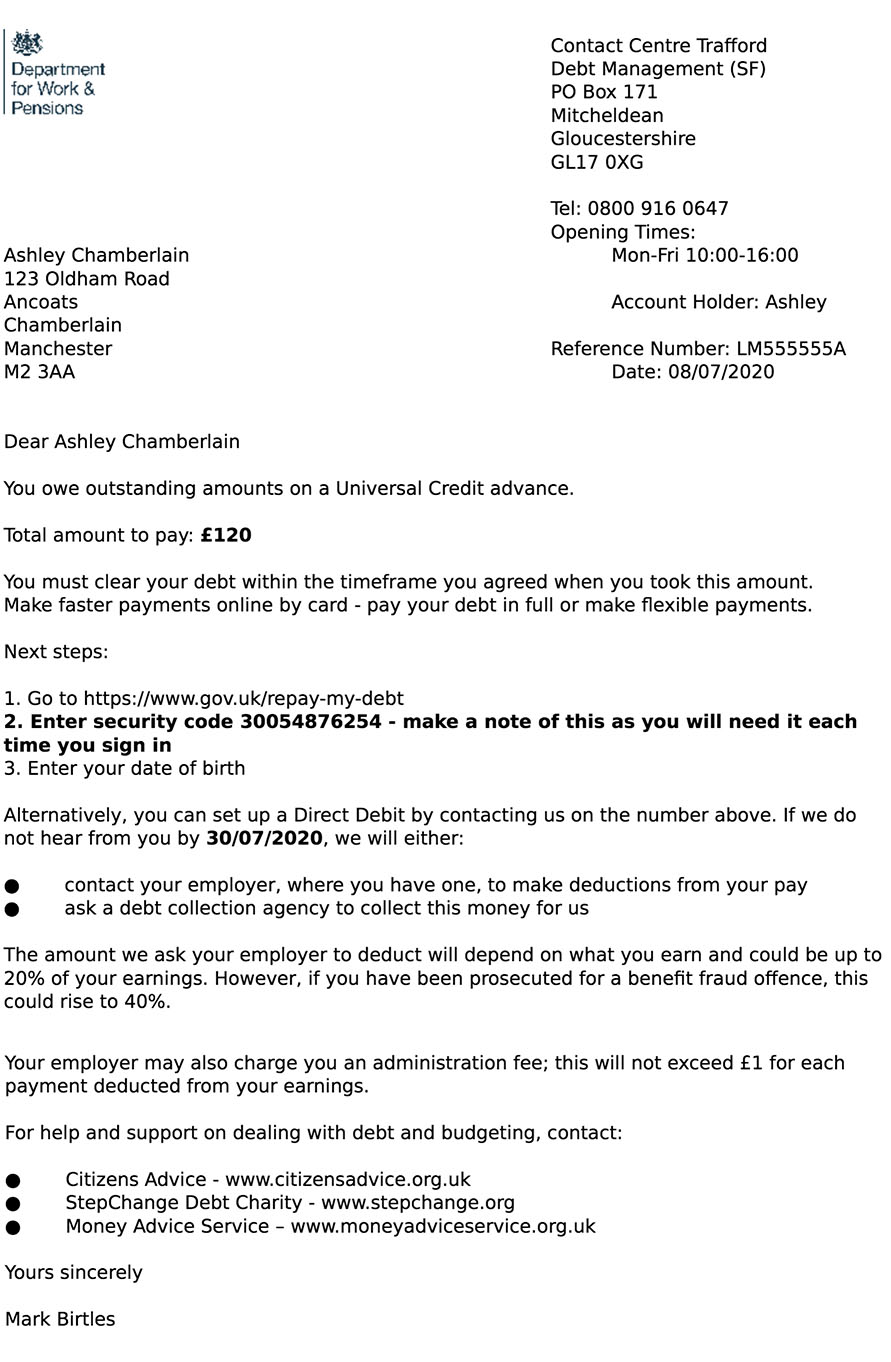 Department
for Work &
Pensions
Contact Centre Trafford
Debt Management (SF)
PO Box 171
Mitcheldean
Gloucestershire
GL17 0XG
Tel: 0800 916 0647
Opening Times:
Mon-Fri 10:00-16:00
Account Holder: Ashley
Reference Number: LM555555A
Date: 08/07/2020
Ashley Chamberlain
123 Oldham Road
Ancoats
Chamberlain
Manchester
M2 3AA
Dear Ashley Chamberlain
You owe outstanding amounts on a Universal Credit advance.
Total amount to pay: £120
You must clear your debt within the timeframe you agreed when you took this amount.
Make faster payments online by card - pay your debt in full or make flexible payments.
Next steps:
1. Go to https://www.gov.uk/repay-my-debt
2. Enter security code 30054876254 - make a note of this as you will need it each
time you sign in
3. Enter your date of birth
Alternatively, you can set up a Direct Debit by contacting us on the number above. If we do
not hear from you by 30/07/2020, we will either:
● contact your employer, where you have one, to make deductions from your pay
● ask a debt collection agency to collect this money for us
The amount we ask your employer to deduct will depend on what you earn and could be up to
20% of your earnings. However, if you have been prosecuted for a benefit fraud offence, this
could rise to 40%.
Your employer may also charge you an administration fee; this will not exceed £1 for each
payment deducted from your earnings.
For help and support on dealing with debt and budgeting, contact:
● Citizens Advice - www.citizensadvice.org.uk
● StepChange Debt Charity - www.stepchange.org
● Money Advice Service – www.moneyadviceservice.org.uk
Yours sincerely
Mark Birtles